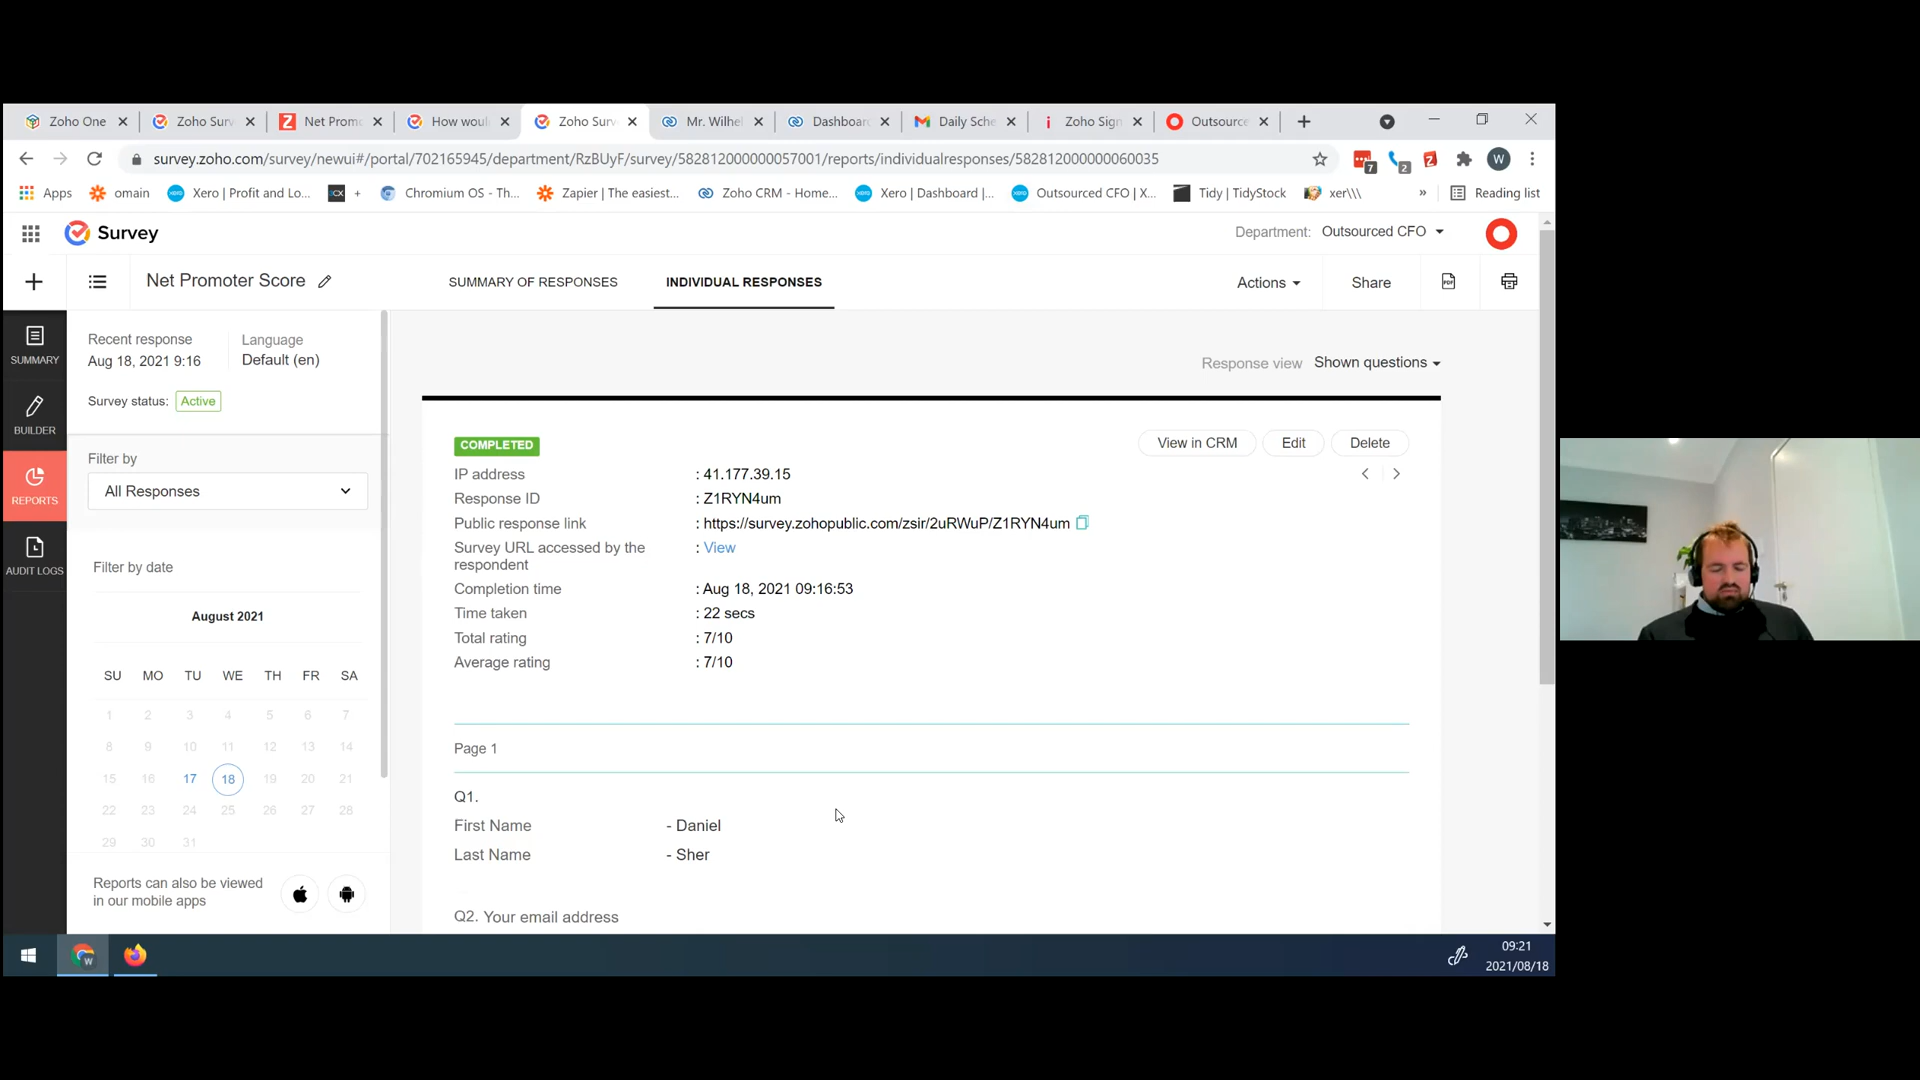 Zoho One
Zoho Surv
Net Promo
How woul
Zoho Surv
Mr. Wilhel
Dashboard
Daily Sche
Zoho Sign
Outsource
survey.zoho.com/survey/newui#/portal/702165945/department/RzBUyF/survey/582812000000057001/reports/individualresponses/582812000000060035
7
2
W
Apps
omain
Xero | Profit and Lo...
3CX
+
Chromium OS - Th...
Zapier | The easiest...
Zoho CRM - Home...
Xero | Dashboard |...
Outsourced CFO | X...
Tidy | TidyStock
xer\\\
»
Reading list
Survey
Department: Outsourced CFO
Net Promoter Score
SUMMARY OF RESPONSES
INDIVIDUAL RESPONSES
Actions
Share
PDF
SUMMARY
BUILDER
REPORTS
AUDIT LOGS
Recent response
Aug 18, 2021 9:16
Language
Default (en)
Survey status: Active
Filter by
All Responses
Filter by date
August 2021
SU MO TU WE TH FR SA
1 2 3 4 5 6 7
8 9 10 11 12 13 14
15 16 17 18 19 20 21
22 23 24 25 26 27 28
29 30 31
Reports can also be viewed
in our mobile apps
Response view Shown questions
COMPLETED
View in CRM
Edit
Delete
IP address : 41.177.39.15
Response ID : Z1RYN4um
Public response link : https://survey.zohopublic.com/zsir/2uRWuP/Z1RYN4um
Survey URL accessed by the : View
respondent
Completion time : Aug 18, 2021 09:16:53
Time taken : 22 secs
Total rating : 7/10
Average rating : 7/10
Page 1
Q1.
First Name - Daniel
Last Name - Sher
Q2. Your email address
W
09:21
2021/08/18